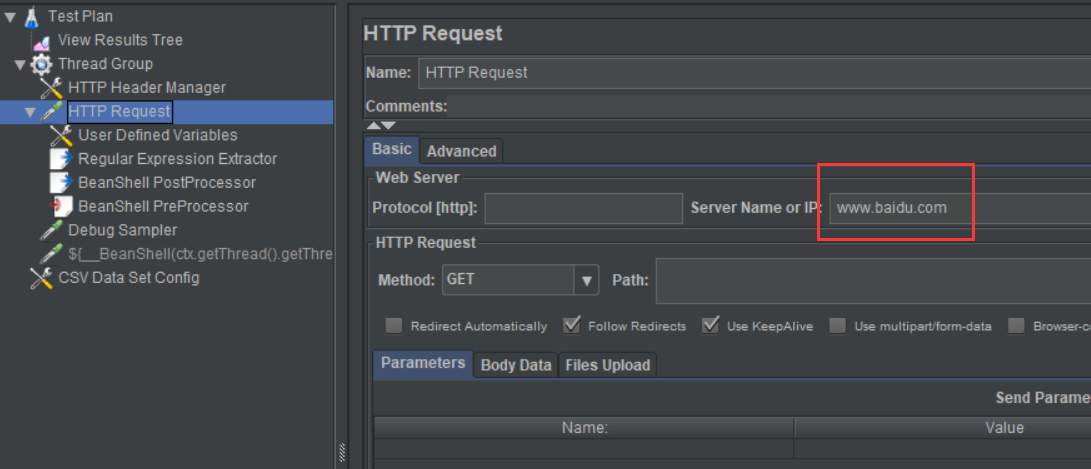 Test Plan
View Results Tree
Thread Group
HTTP Header Manager
HTTP Request
User Defined Variables
Regular Expression Extractor
BeanShell PostProcessor
BeanShell PreProcessor
Debug Sampler
${__BeanShell(ctx.getThread().getThre
CSV Data Set Config
HTTP Request
Name: HTTP Request
Comments:
Basic Advanced
Web Server
Protocol [http]: Server Name or IP: www.baidu.com
HTTP Request
Method: GET Path:
Redirect Automatically Follow Redirects Use KeepAlive Use multipart/form-data Browser-c
Parameters Body Data Files Upload
Send Parame
Name: Value